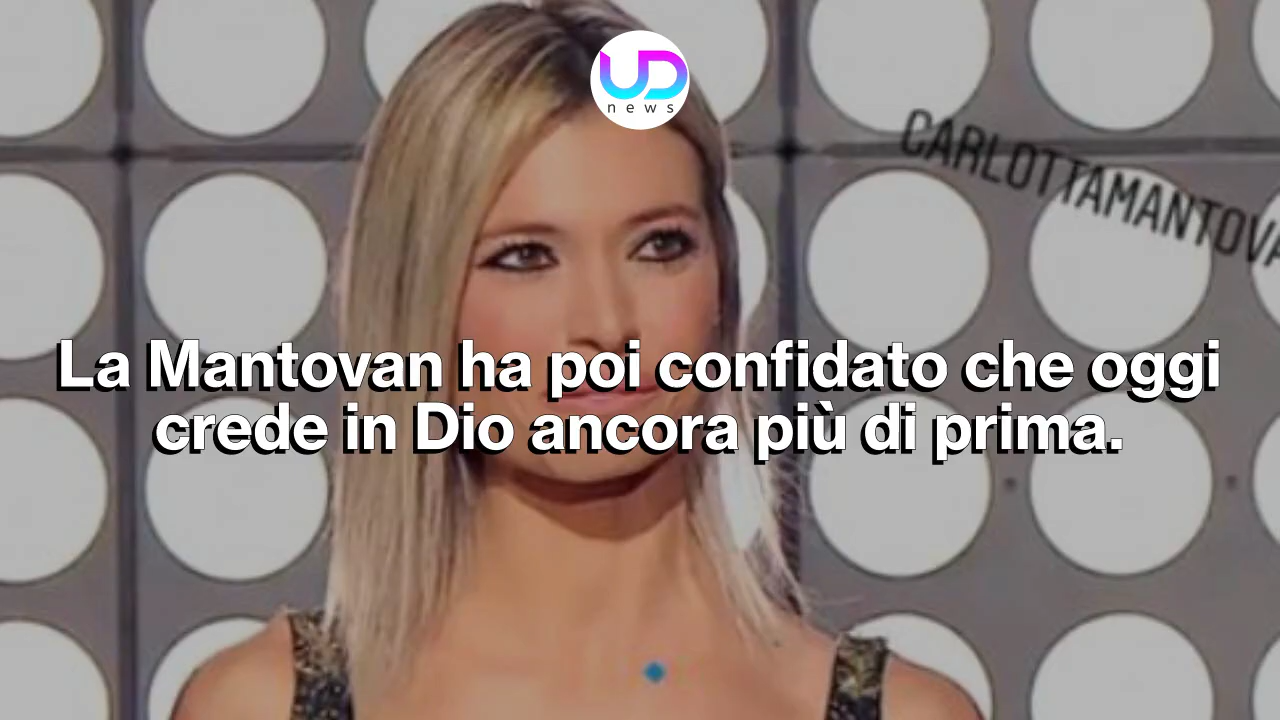 UD
news
CARLOTTAMANTOVA
La Mantovan ha poi confidato che oggi
crede in Dio ancora più di prima.